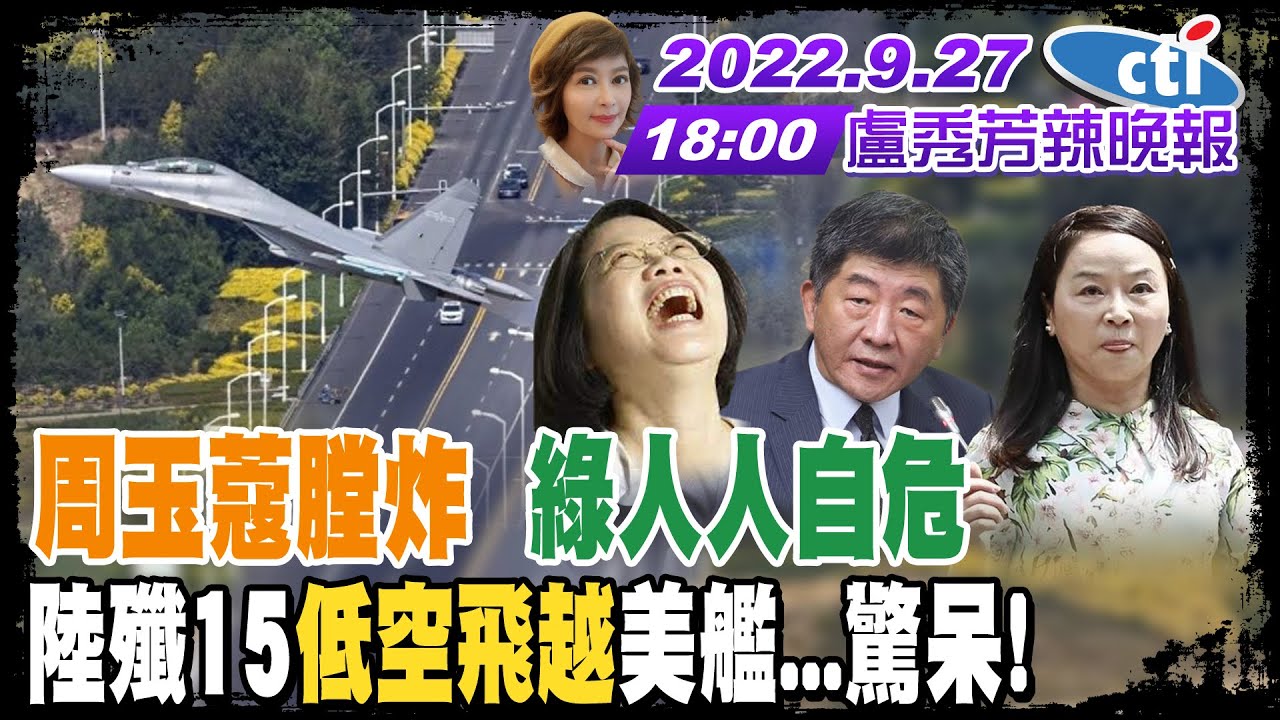 2022.9.27
cti
18:00 盧秀芳辣晚報
周玉蔻膛炸 綠人人自危
陸殲15低空飛越美艦...驚呆!